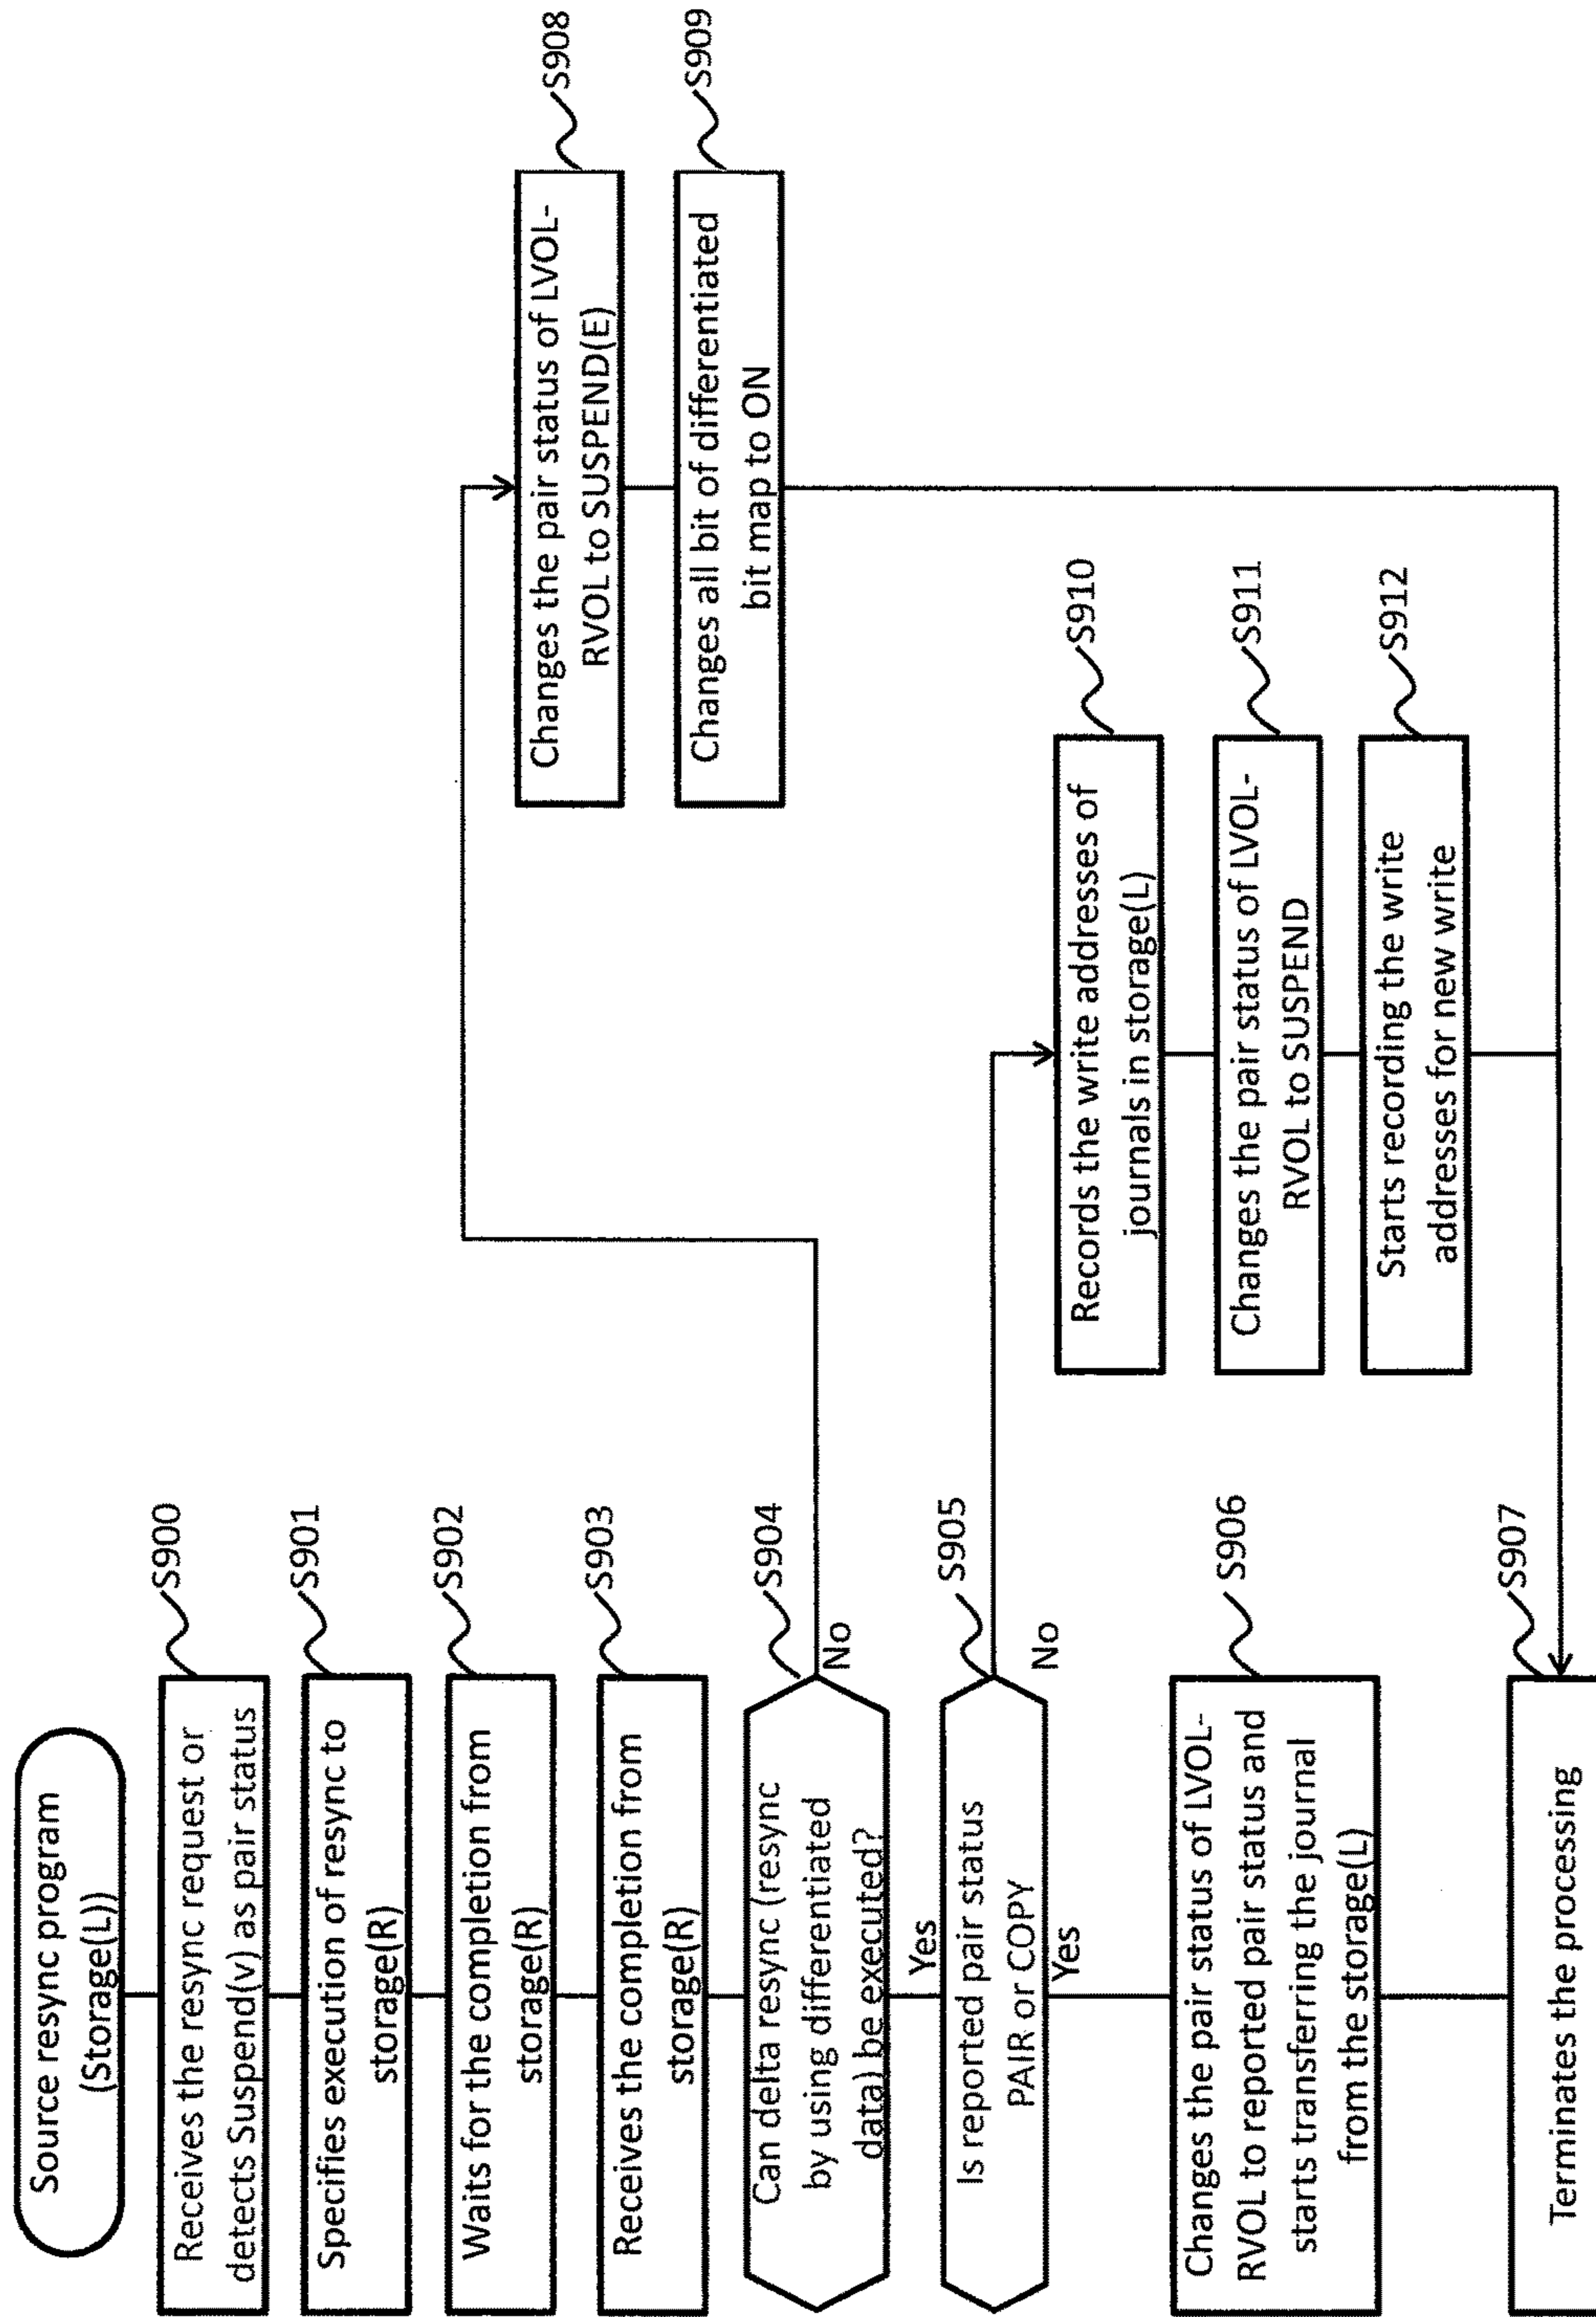 Source resync program
(Storage(L))
Receives the resync request or
detects Suspend(v) as pair status
S900
Specifies execution of resync to
storage(R)
S901
Waits for the completion from
storage(R)
S902
Receives the completion from
storage(R)
S903
Can delta resync (resync
by using differentiated
data) be executed?
S904
No
Yes
Is reported pair status
PAIR or COPY
S905
No
Yes
Changes the pair status of LVOL-
RVOL to reported pair status and
starts transferring the journal
from the storage(L)
S906
Terminates the processing
S907
Changes the pair status of LVOL-
RVOL to SUSPEND(E)
S908
Changes all bit of differentiated
bit map to ON
S909
Records the write addresses of
journals in storage(L)
S910
Changes the pair status of LVOL-
RVOL to SUSPEND
S911
Starts recording the write
addresses for new write
S912